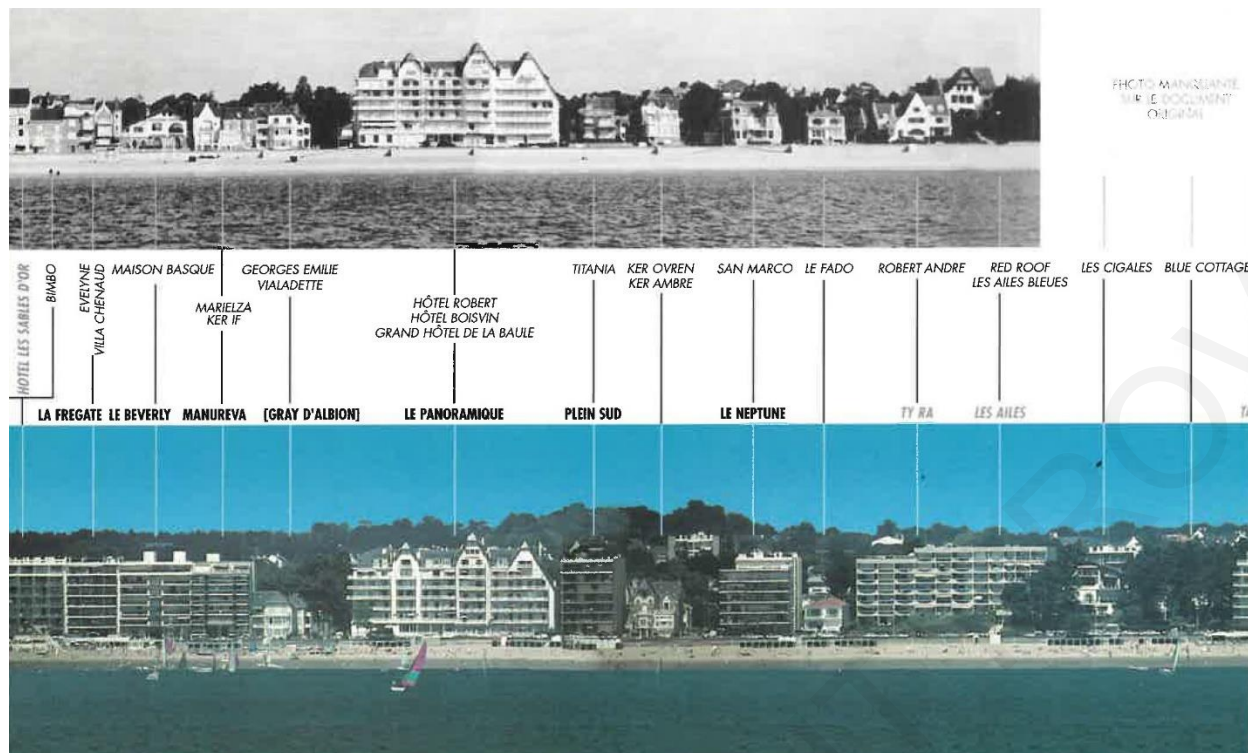 PHOTO MANQUANTE
SUR LE DOCUMENT
ORIGINAL
HOTEL LES SABLES D'OR
BIMBO
EVELYNE
VILLA CHENAUD
MAISON BASQUE
MARIELZA
KER IF
GEORGES EMILIE
VIALADETTE
HÔTEL ROBERT
HÔTEL BOISVIN
GRAND HÔTEL DE LA BAULE
TITANIA
KER OVREN
KER AMBRE
SAN MARCO
LE FADO
ROBERT ANDRE
RED ROOF
LES AILES BLEUES
LES CIGALES
BLUE COTTAGE
LA FREGATE
LE BEVERLY
MANUREVA
[GRAY D'ALBION]
LE PANORAMIQUE
PLEIN SUD
LE NEPTUNE
TY RA
LES AILES